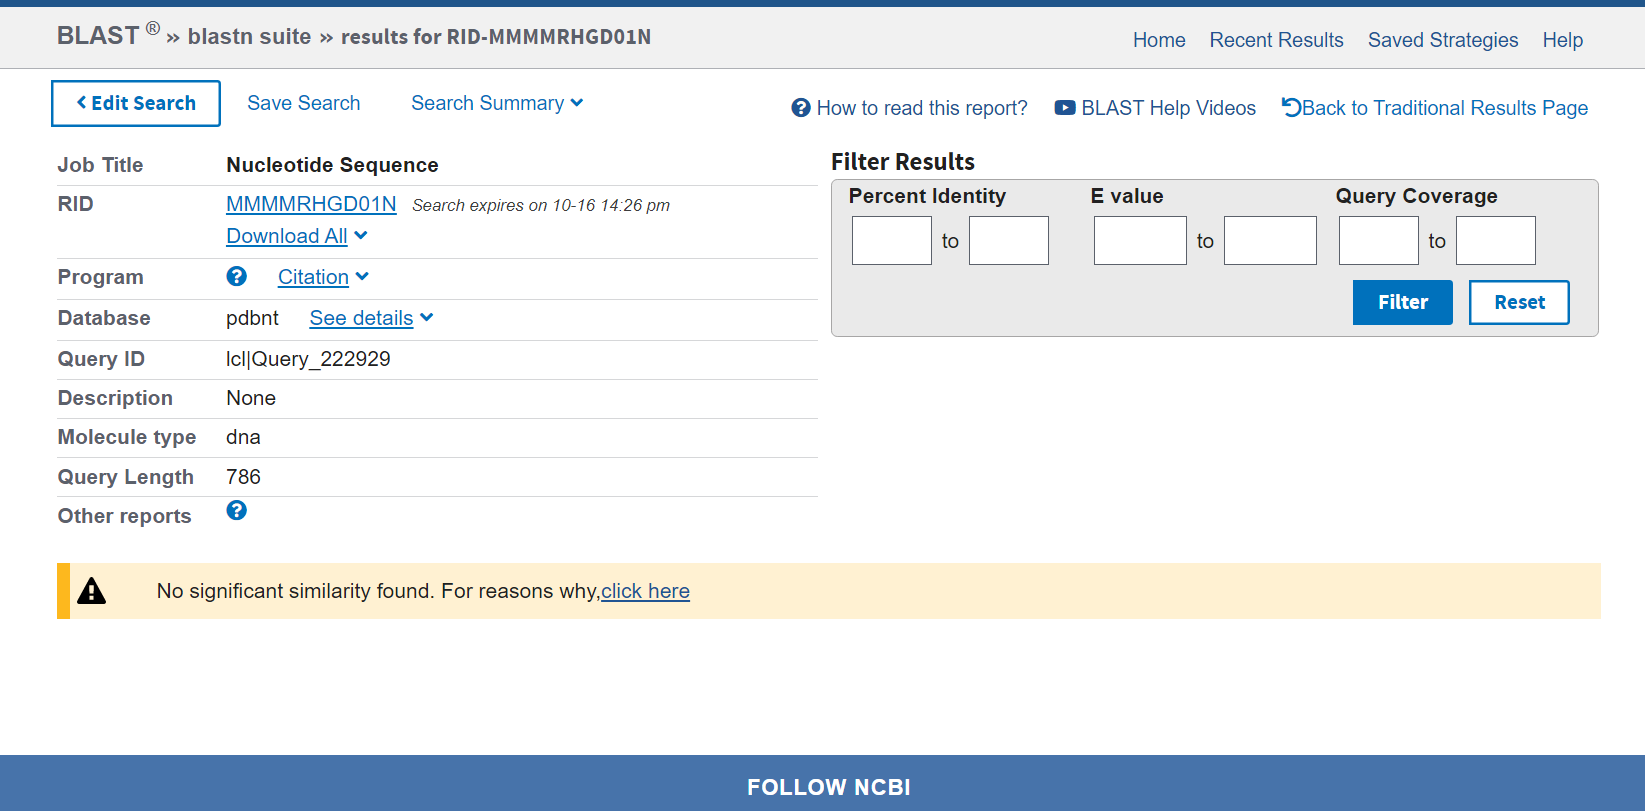 BLAST ® » blastn suite » results for RID-MMMMRHGD01N
Home Recent Results Saved Strategies Help
Edit Search Save Search Search Summary
How to read this report? BLAST Help Videos Back to Traditional Results Page
Job Title Nucleotide Sequence
RID MMMMRHGD01N Search expires on 10-16 14:26 pm
Download All
Program ? Citation
Database pdbnt See details
Query ID lcl|Query_222929
Description None
Molecule type dna
Query Length 786
Other reports ?
Filter Results
Percent Identity E value Query Coverage
to to to
Filter Reset
No significant similarity found. For reasons why,click here
FOLLOW NCBI